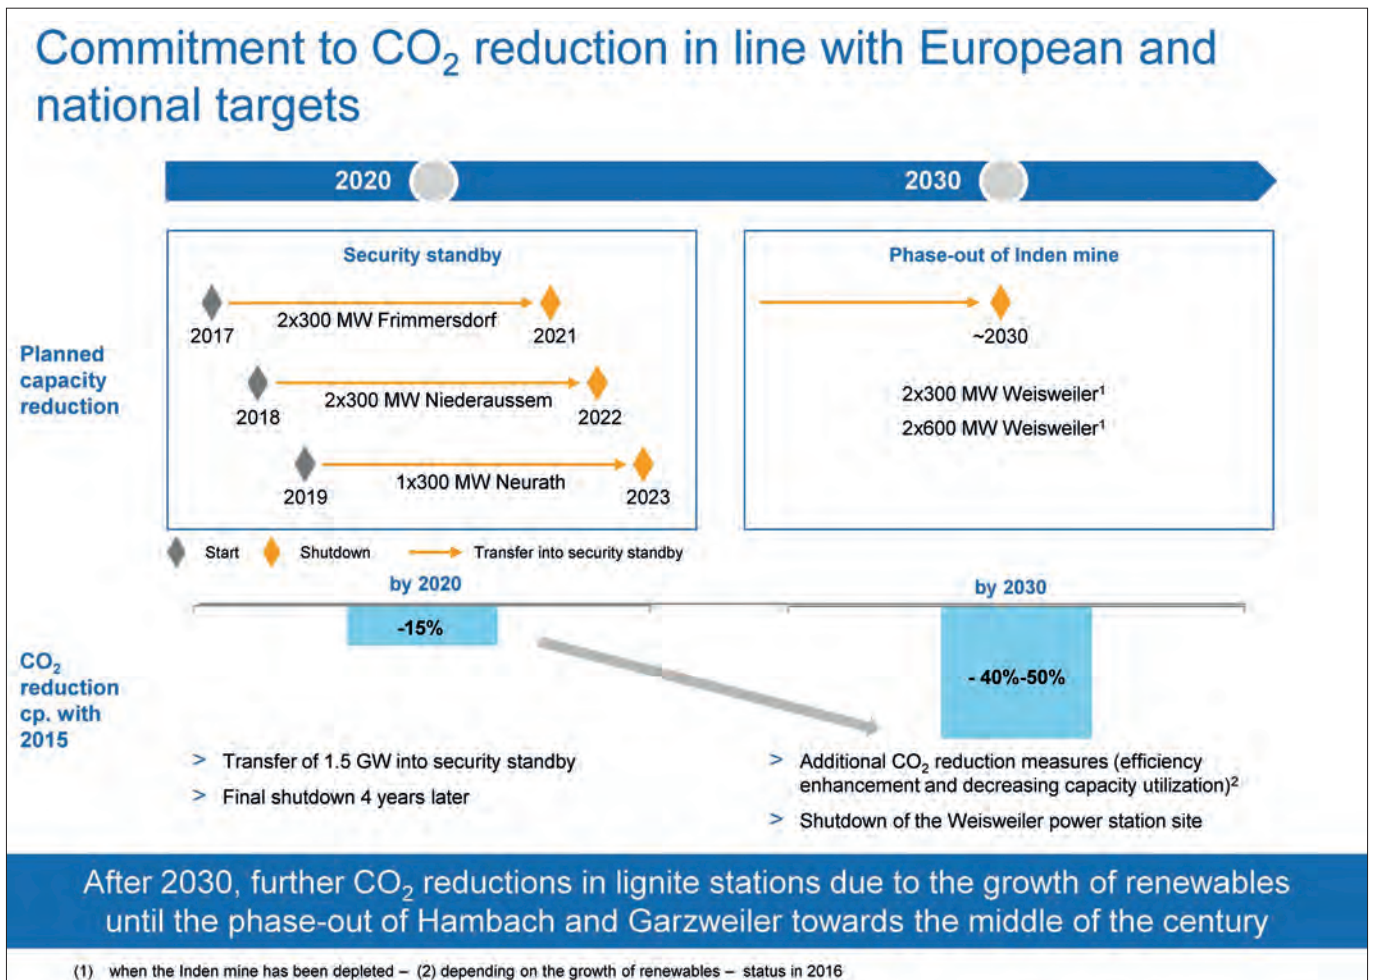 Commitment to CO₂ reduction in line with European and
national targets
2020
2030
Security standby
2017
2x300 MW Frimmersdorf
2021
2018
2x300 MW Niederaussem
2022
2019
1x300 MW Neurath
2023
Phase-out of Inden mine
~2030
2x300 MW Weisweiler¹
2x600 MW Weisweiler¹
Planned
capacity
reduction
Start
Shutdown
Transfer into security standby
by 2020
by 2030
-15%
- 40%-50%
CO₂
reduction
cp. with
2015
> Transfer of 1.5 GW into security standby
> Final shutdown 4 years later
> Additional CO₂ reduction measures (efficiency
enhancement and decreasing capacity utilization)²
> Shutdown of the Weisweiler power station site
After 2030, further CO₂ reductions in lignite stations due to the growth of renewables
until the phase-out of Hambach and Garzweiler towards the middle of the century
(1) when the Inden mine has been depleted – (2) depending on the growth of renewables – status in 2016